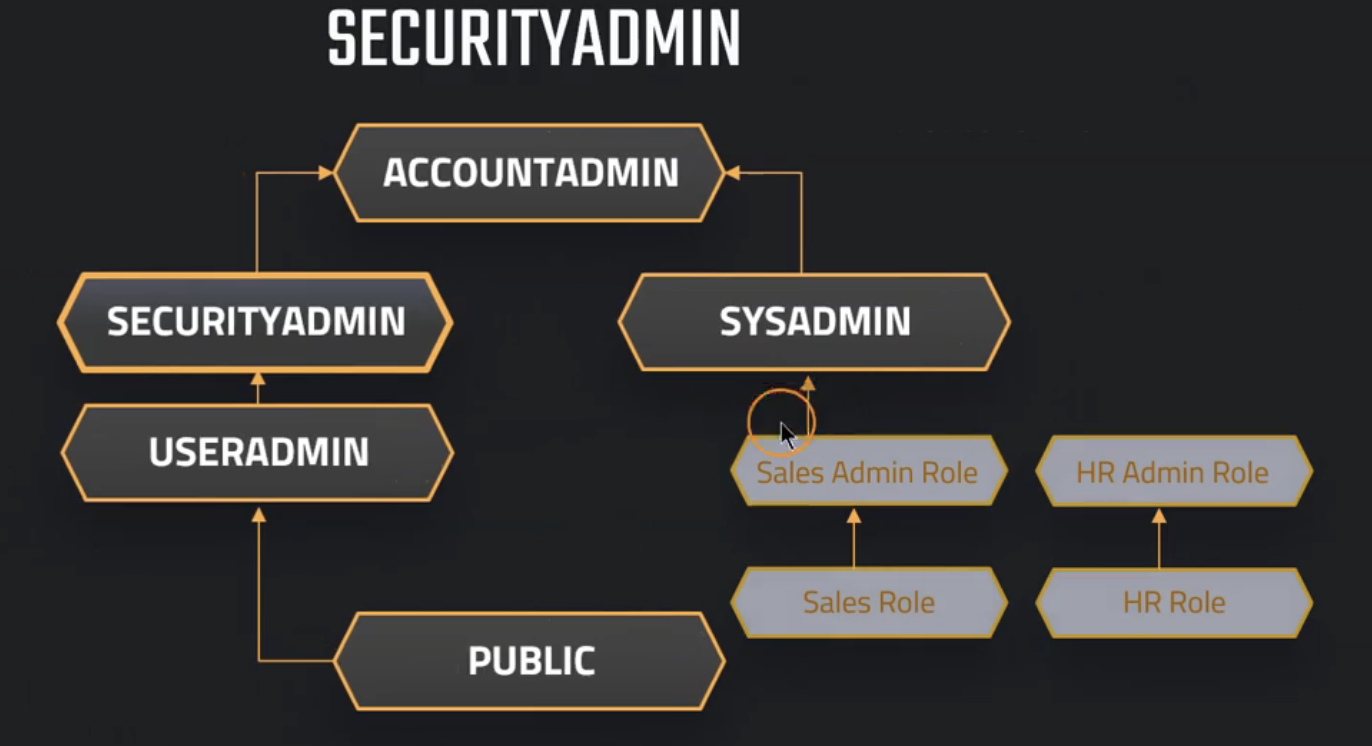 SECURITYADMIN
ACCOUNTADMIN
SECURITYADMIN
SYSADMIN
USERADMIN
Sales Admin Role
HR Admin Role
Sales Role
HR Role
PUBLIC